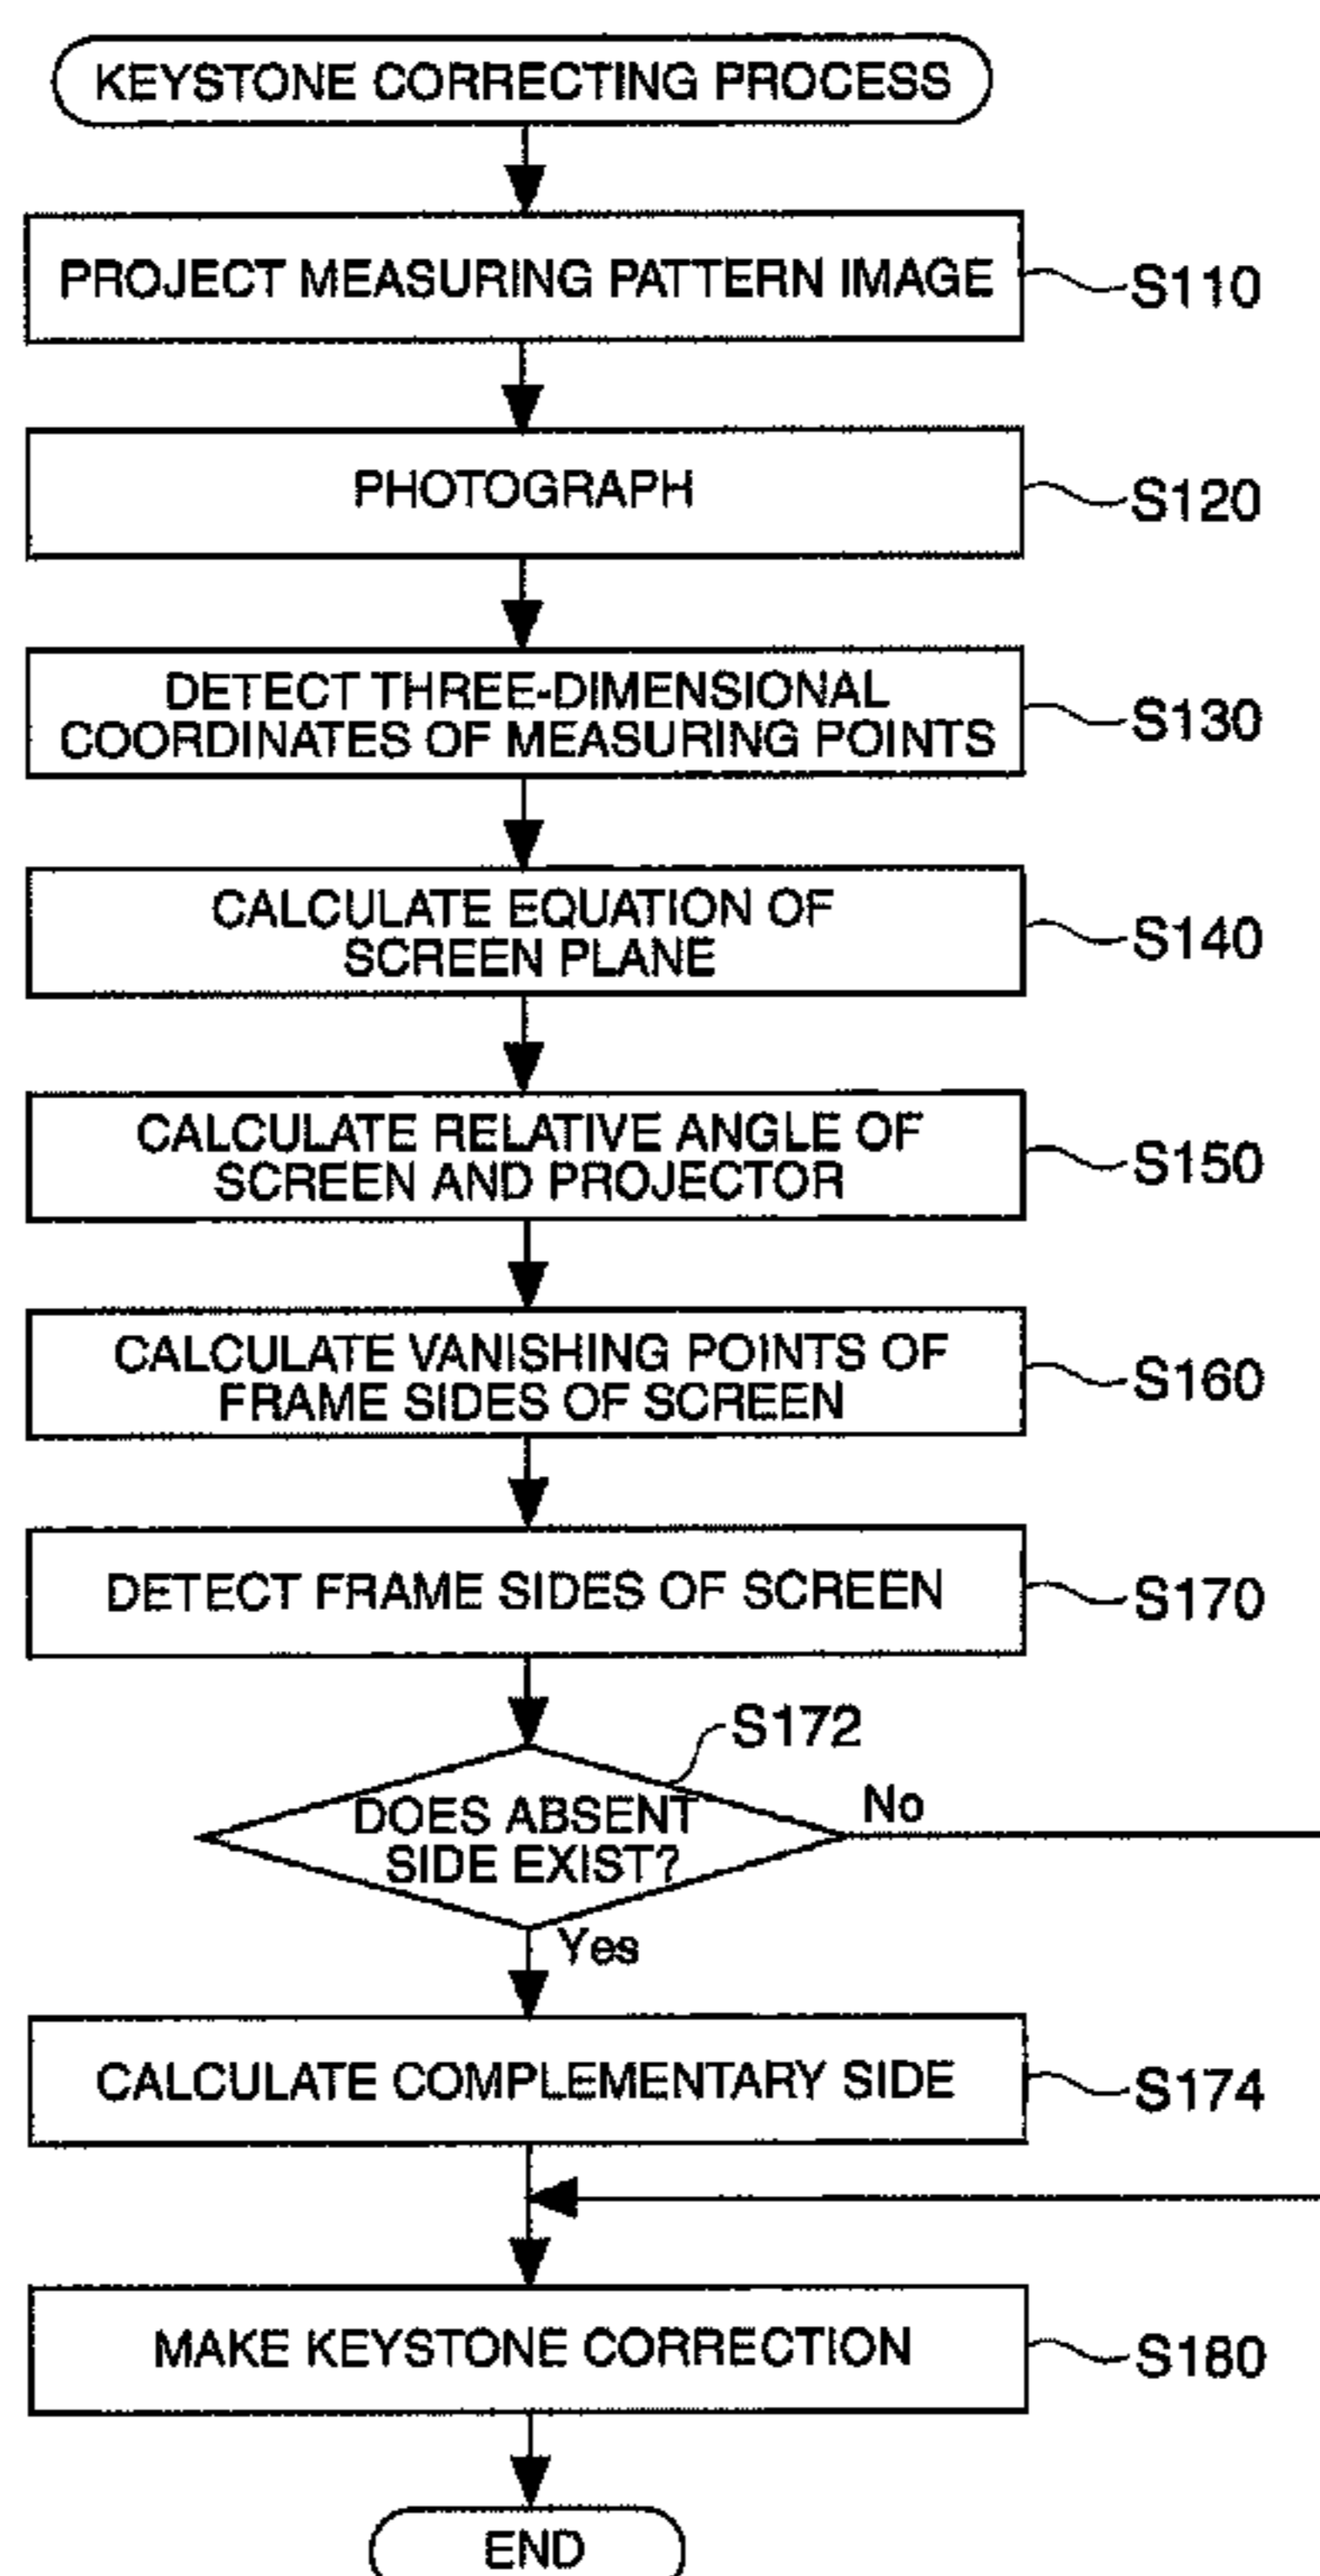 KEYSTONE CORRECTING PROCESS
PROJECT MEASURING PATTERN IMAGE
S110
PHOTOGRAPH
S120
DETECT THREE-DIMENSIONAL
COORDINATES OF MEASURING POINTS
S130
CALCULATE EQUATION OF
SCREEN PLANE
S140
CALCULATE RELATIVE ANGLE OF
SCREEN AND PROJECTOR
S150
CALCULATE VANISHING POINTS OF
FRAME SIDES OF SCREEN
S160
DETECT FRAME SIDES OF SCREEN
S170
S172
DOES ABSENT
SIDE EXIST?
No
Yes
CALCULATE COMPLEMENTARY SIDE
S174
MAKE KEYSTONE CORRECTION
S180
END